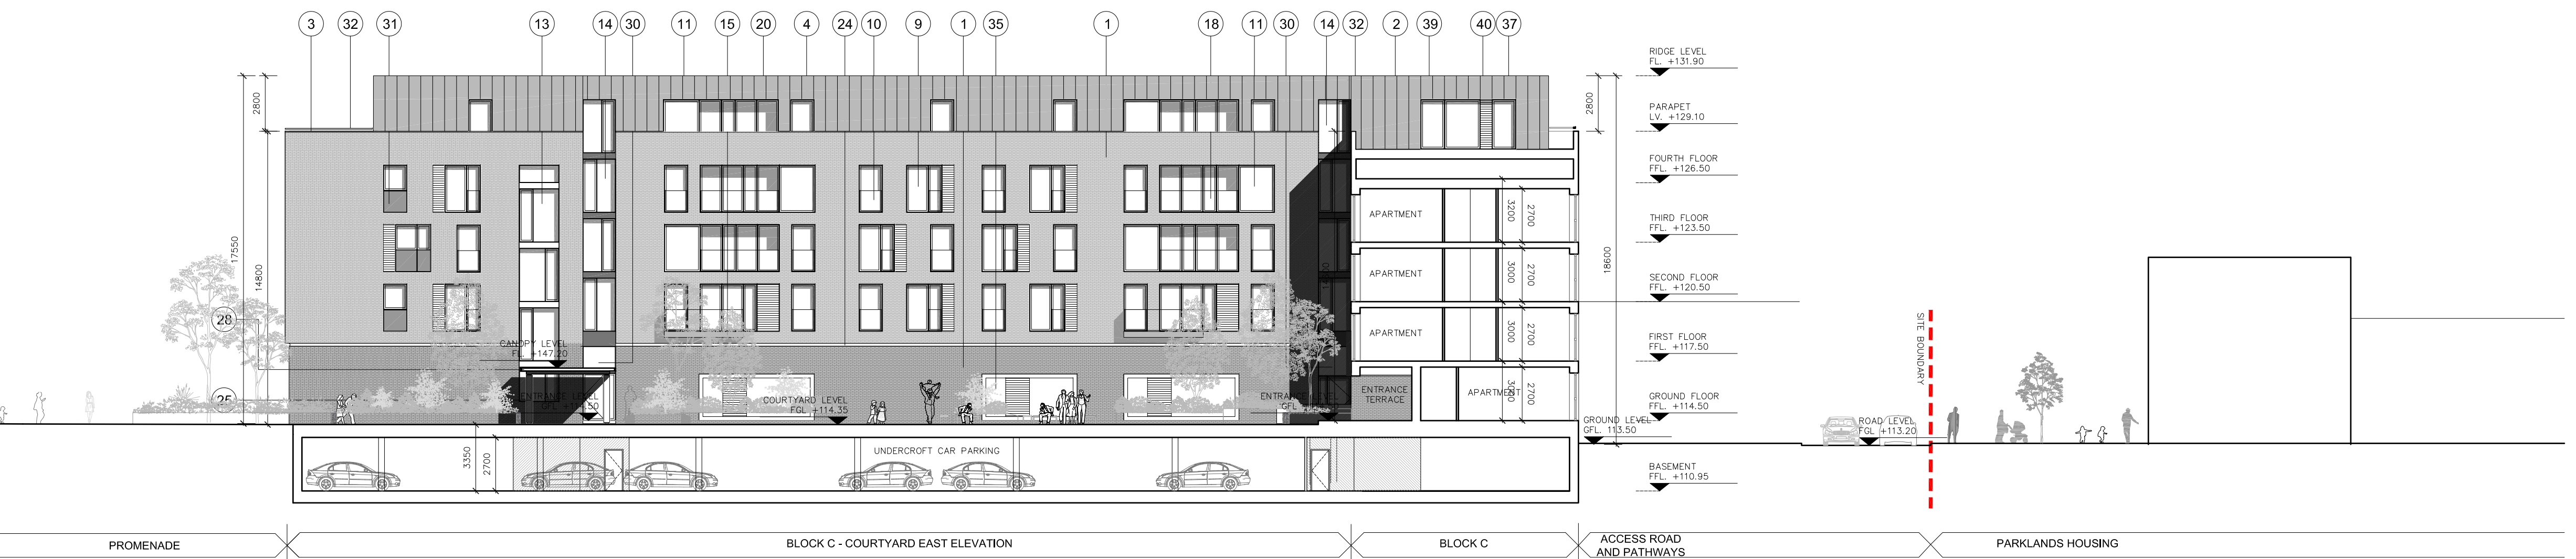 3 32 31 13 14 30 11 15 20 4 24 10 9 1 35 1 18 11 30 14 32 2 39 40 37
RIDGE LEVEL
FL. +131.90
2800
2800
PARAPET
LV. +129.10
FOURTH FLOOR
FFL. +126.50
APARTMENT
3200
2700
THIRD FLOOR
FFL. +123.50
17550
14800
18600
APARTMENT
3000
2700
SECOND FLOOR
FFL. +120.50
28
APARTMENT
3000
2700
FIRST FLOOR
FFL. +117.50
SITE BOUNDARY
CANOPY LEVEL
FL. +147.20
25
ENTRANCE LEVEL
COURTYARD LEVEL
FGL +114.35
ENTRANCE LEVEL
GFL
ENTRANCE
TERRACE
APARTMENT
3000
2700
GROUND FLOOR
FFL. +114.50
GROUND LEVEL
GFL. 113.50
ROAD LEVEL
FGL +113.20
3350
2700
UNDERCROFT CAR PARKING
BASEMENT
FFL. +110.95
PROMENADE
BLOCK C - COURTYARD EAST ELEVATION
BLOCK C
ACCESS ROAD
AND PATHWAYS
PARKLANDS HOUSING